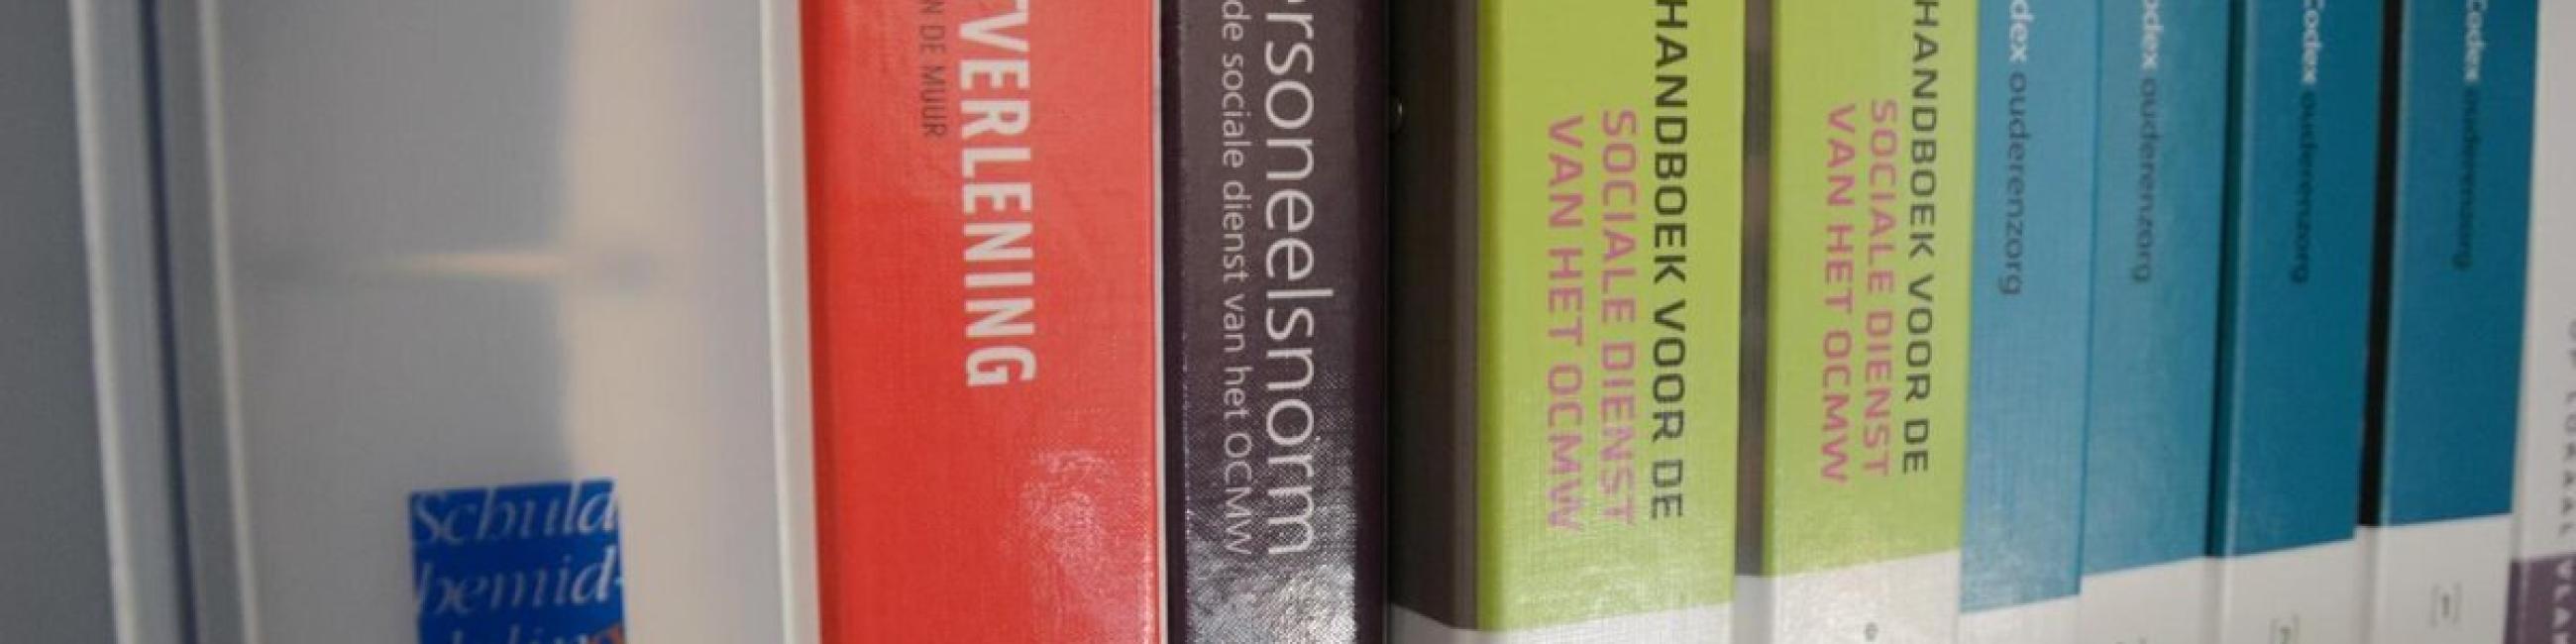 Schuld
bemid-
VERLENING
N DE MUUR
rsoneelsnorm
de sociale dienst van het OCMW
HANDBOEK VOOR DE
SOCIALE DIENST
VAN HET OCMW
HANDBOEK VOOR DE
SOCIALE DIENST
VAN HET OCMW
dex ouderenzorg
odex ouderenzorg
Codex ouderenzorg
Codex ouderenzorg